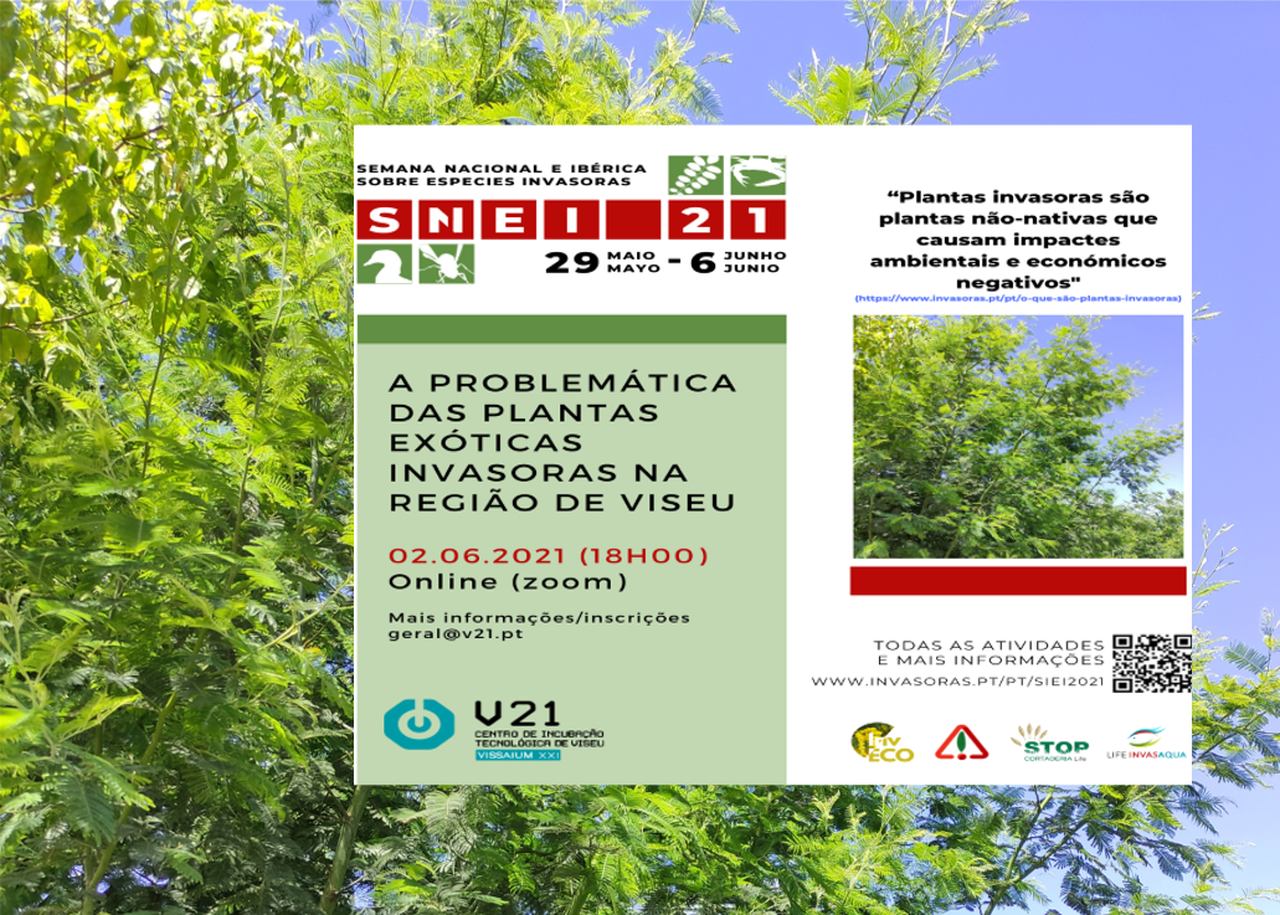 SEMANA NACIONAL E IBÉRICA
SOBRE ESPECIES INVASORAS
SNEI 21
29 MAIO MAYO - 6 JUNHO JUNIO
A PROBLEMÁTICA
DAS PLANTAS
EXÓTICAS
INVASORAS NA
REGIÃO DE VISEU
02.06.2021 (18H00)
Online (zoom)
Mais informações/inscrições
geral@v21.pt
V21
CENTRO DE INCUBAÇÃO
TECNOLÓGICA DE VISEU
VISSAIUM XXI
“Plantas invasoras são
plantas não-nativas que
causam impactes
ambientais e económicos
negativos"
(https://www.invasoras.pt/pt/o-que-são-plantas-invasoras)
TODAS AS ATIVIDADES
E MAIS INFORMAÇÕES
WWW.INVASORAS.PT/PT/SIEI2021
Inv
ECO
STOP
CORTADERIA Life
LIFE INVASAQUA